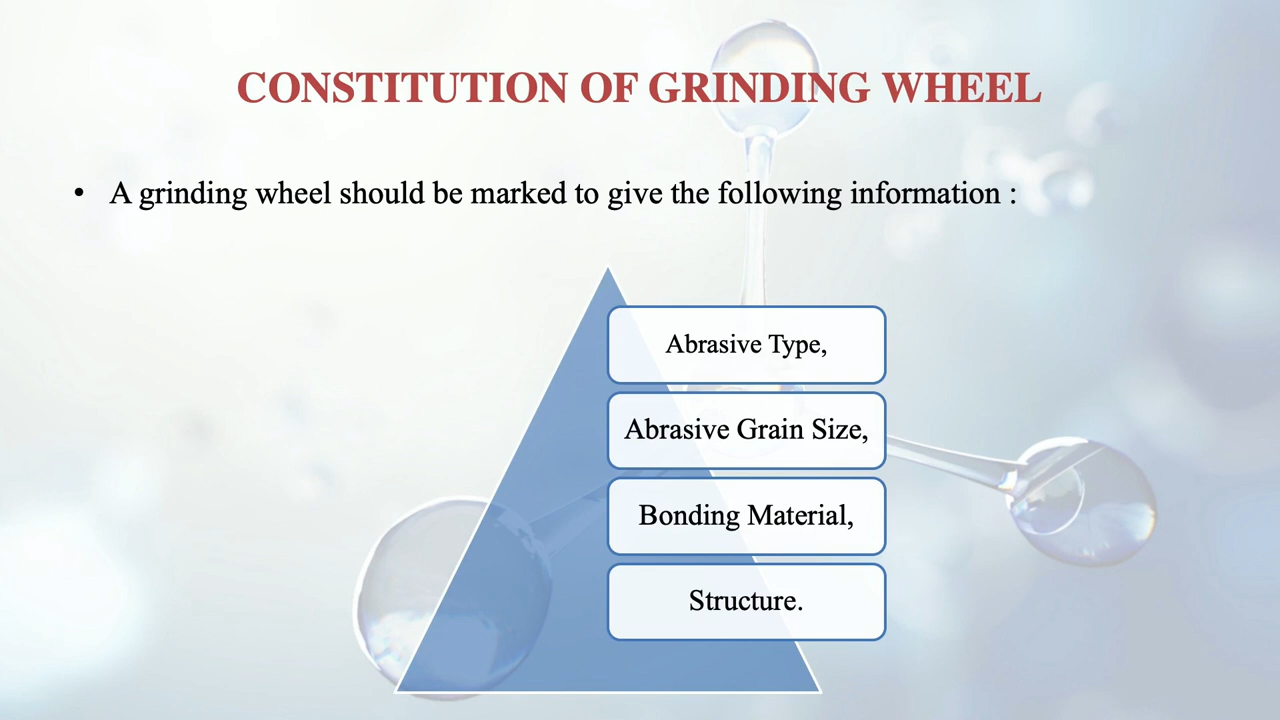 CONSTITUTION OF GRINDING WHEEL
• A grinding wheel should be marked to give the following information :
Abrasive Type,
Abrasive Grain Size,
Bonding Material,
Structure.